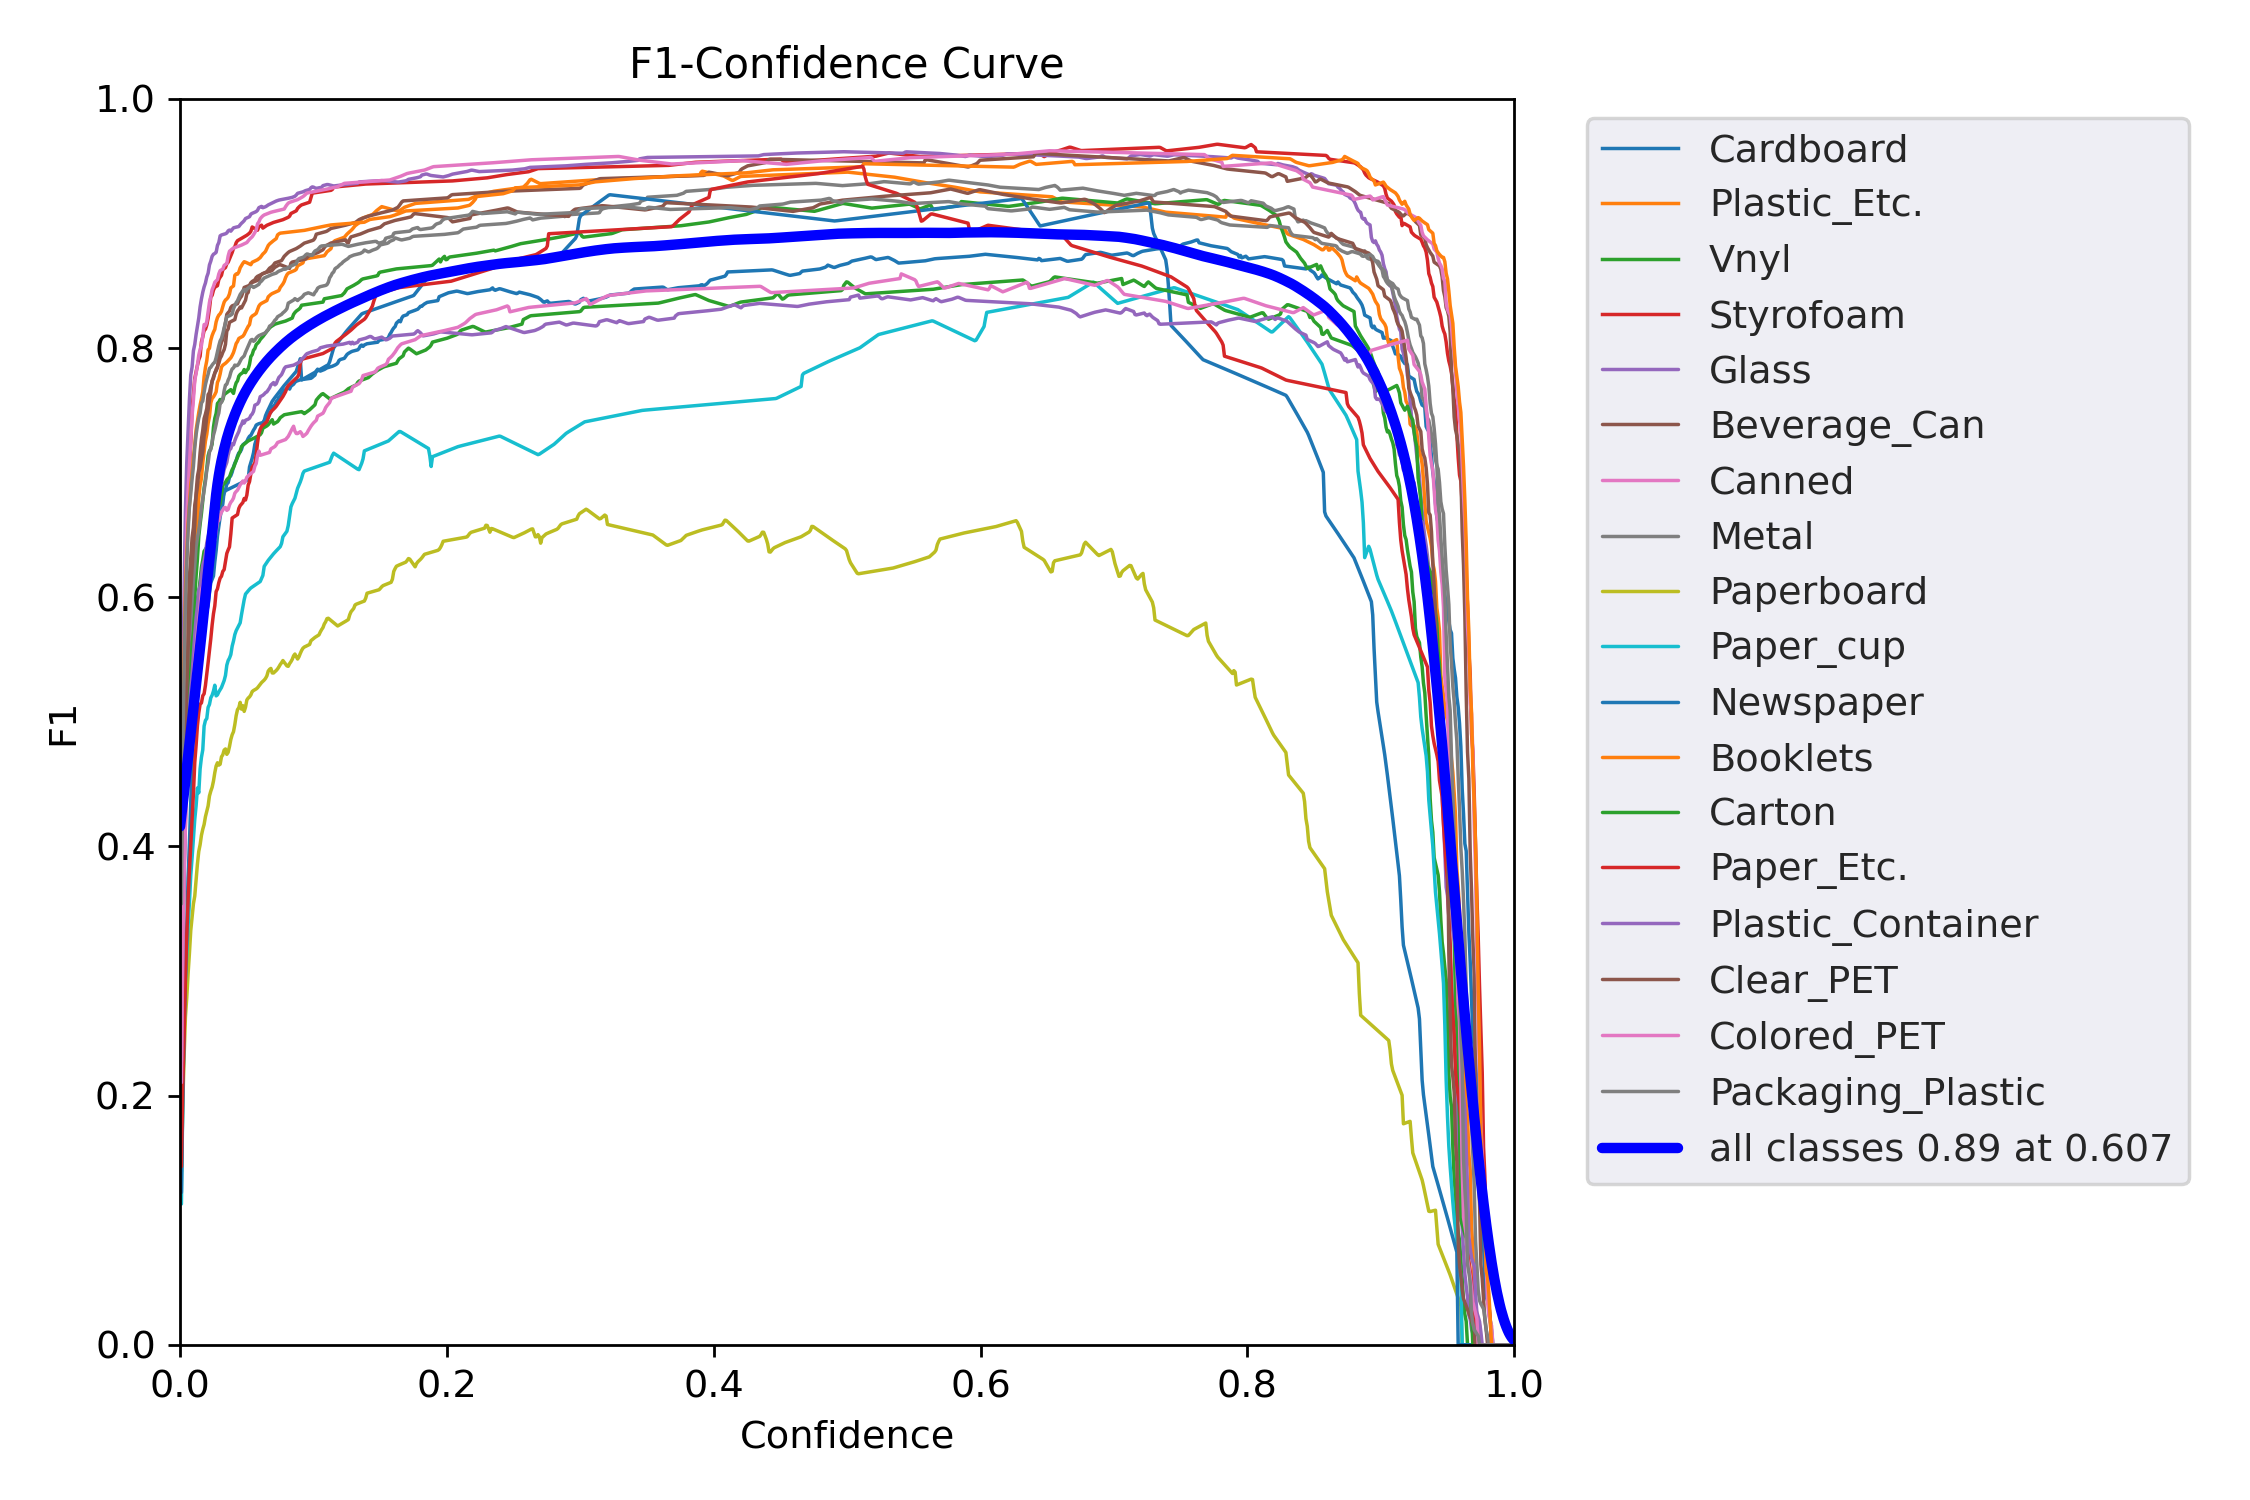 F1-Confidence Curve
1.0
0.8
0.6
0.4
0.2
0.0
F1
0.0 0.2 0.4 0.6 0.8 1.0
Confidence
Cardboard
Plastic_Etc.
Vnyl
Styrofoam
Glass
Beverage_Can
Canned
Metal
Paperboard
Paper_cup
Newspaper
Booklets
Carton
Paper_Etc.
Plastic_Container
Clear_PET
Colored_PET
Packaging_Plastic
all classes 0.89 at 0.607